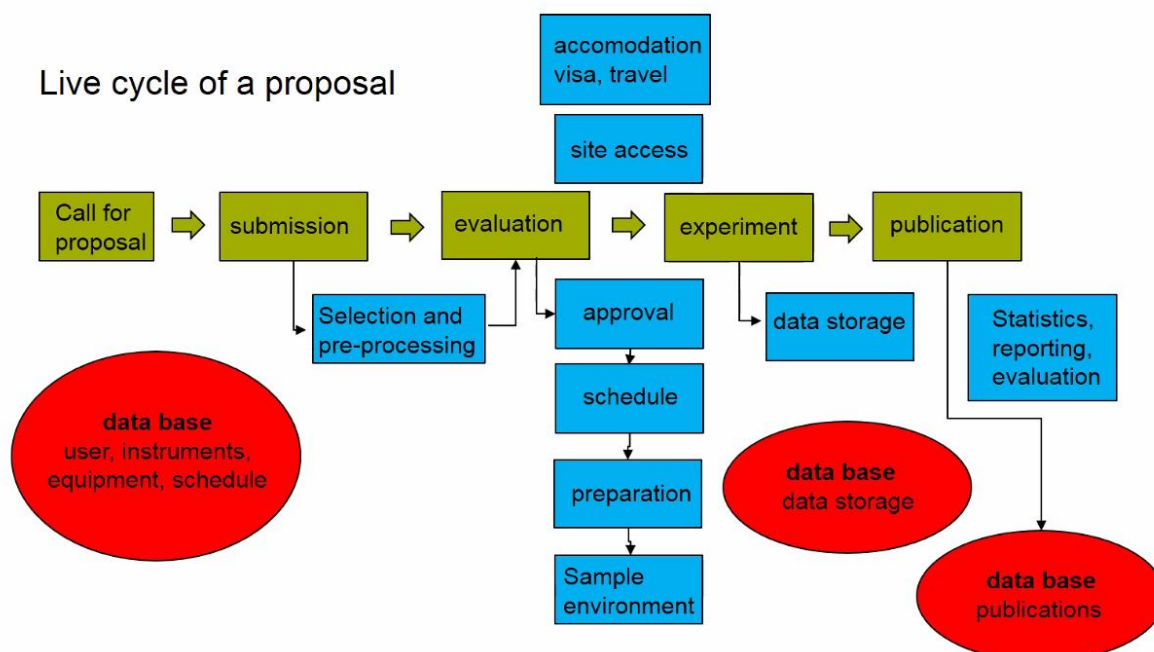 accomodation
visa, travel
Live cycle of a proposal
site access
Call for
proposal
submission
evaluation
experiment
publication
Selection and
pre-processing
approval
data storage
Statistics,
reporting,
evaluation
schedule
data base
user, instruments,
equipment, schedule
preparation
data base
data storage
Sample
environment
data base
publications